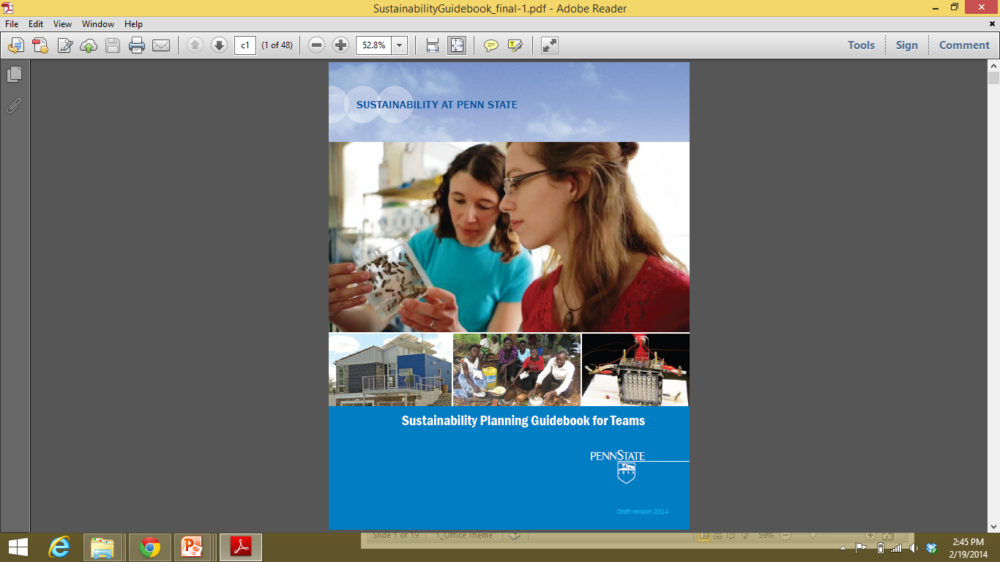 SustainabilityGuidebook_final-1.pdf - Adobe Reader
File Edit View Window Help
c1 (1 of 48) 52.8% Tools Sign Comment
SUSTAINABILITY AT PENN STATE
Sustainability Planning Guidebook for Teams
PENNSTATE
1855
Draft version 2014
Slide 1 of 19 "1_Office Theme" 59%
2:45 PM
2/19/2014